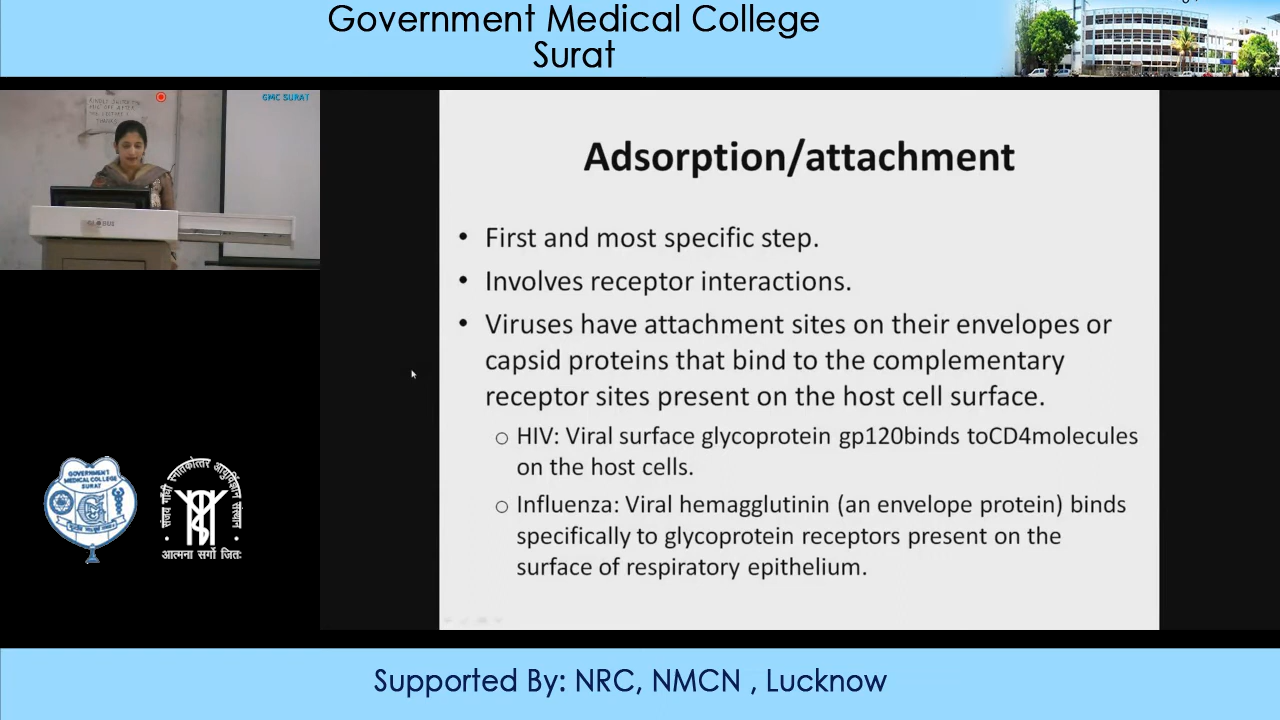 Government Medical College
Surat
GMC SURAT
Adsorption/attachment
• First and most specific step.
• Involves receptor interactions.
• Viruses have attachment sites on their envelopes or
capsid proteins that bind to the complementary
receptor sites present on the host cell surface.
○ HIV: Viral surface glycoprotein gp120binds toCD4molecules
on the host cells.
○ Influenza: Viral hemagglutinin (an envelope protein) binds
specifically to glycoprotein receptors present on the
surface of respiratory epithelium.
GOVERNMENT
MEDICAL COLLEGE
SURAT
संजय गाँधी स्नातकोत्तर आयुर्विज्ञान संस्थान
आत्मना सर्गो जितः
Supported By: NRC, NMCN , Lucknow